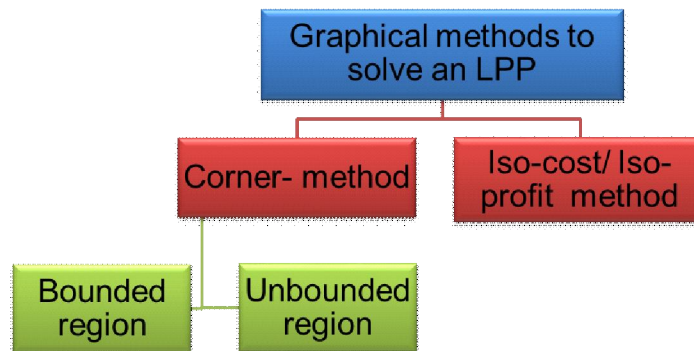 Graphical methods to
solve an LPP
Corner- method
Iso-cost/ Iso-
profit method
Bounded
region
Unbounded
region